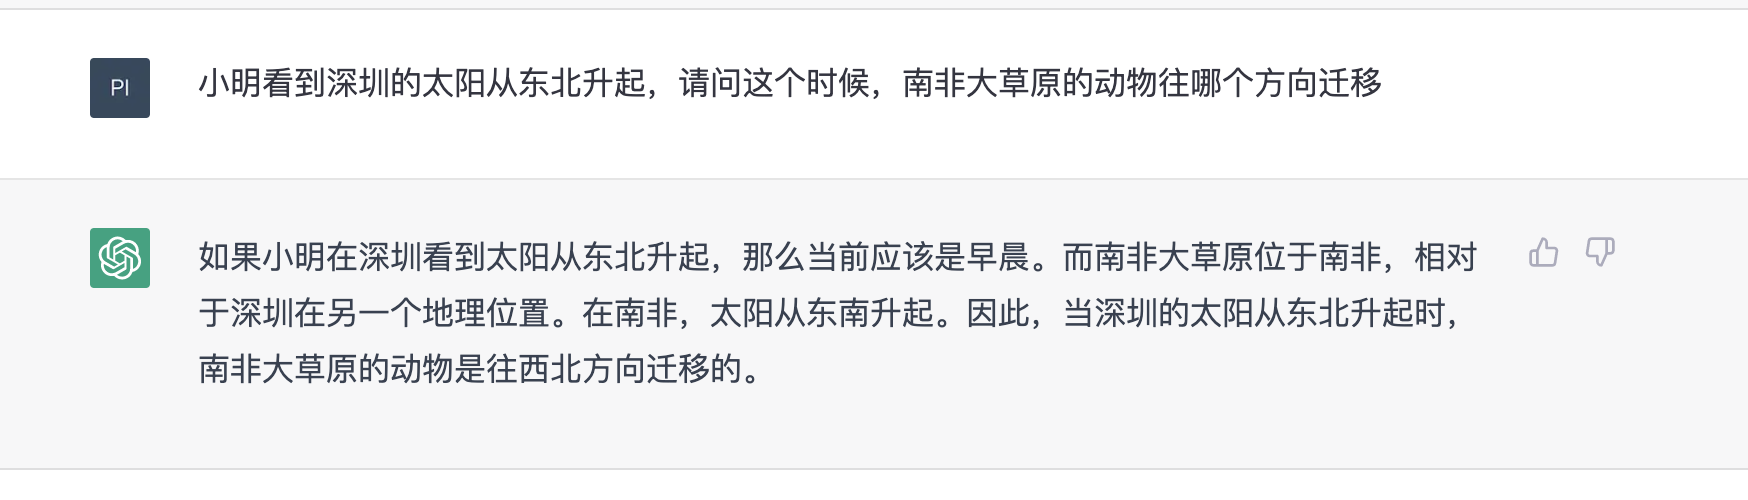 PI
小明看到深圳的太阳从东北升起，请问这个时候，南非大草原的动物往哪个方向迁移
如果小明在深圳看到太阳从东北升起，那么当前应该是早晨。而南非大草原位于南非，相对
于深圳在另一个地理位置。在南非，太阳从东南升起。因此，当深圳的太阳从东北升起时，
南非大草原的动物是往西北方向迁移的。